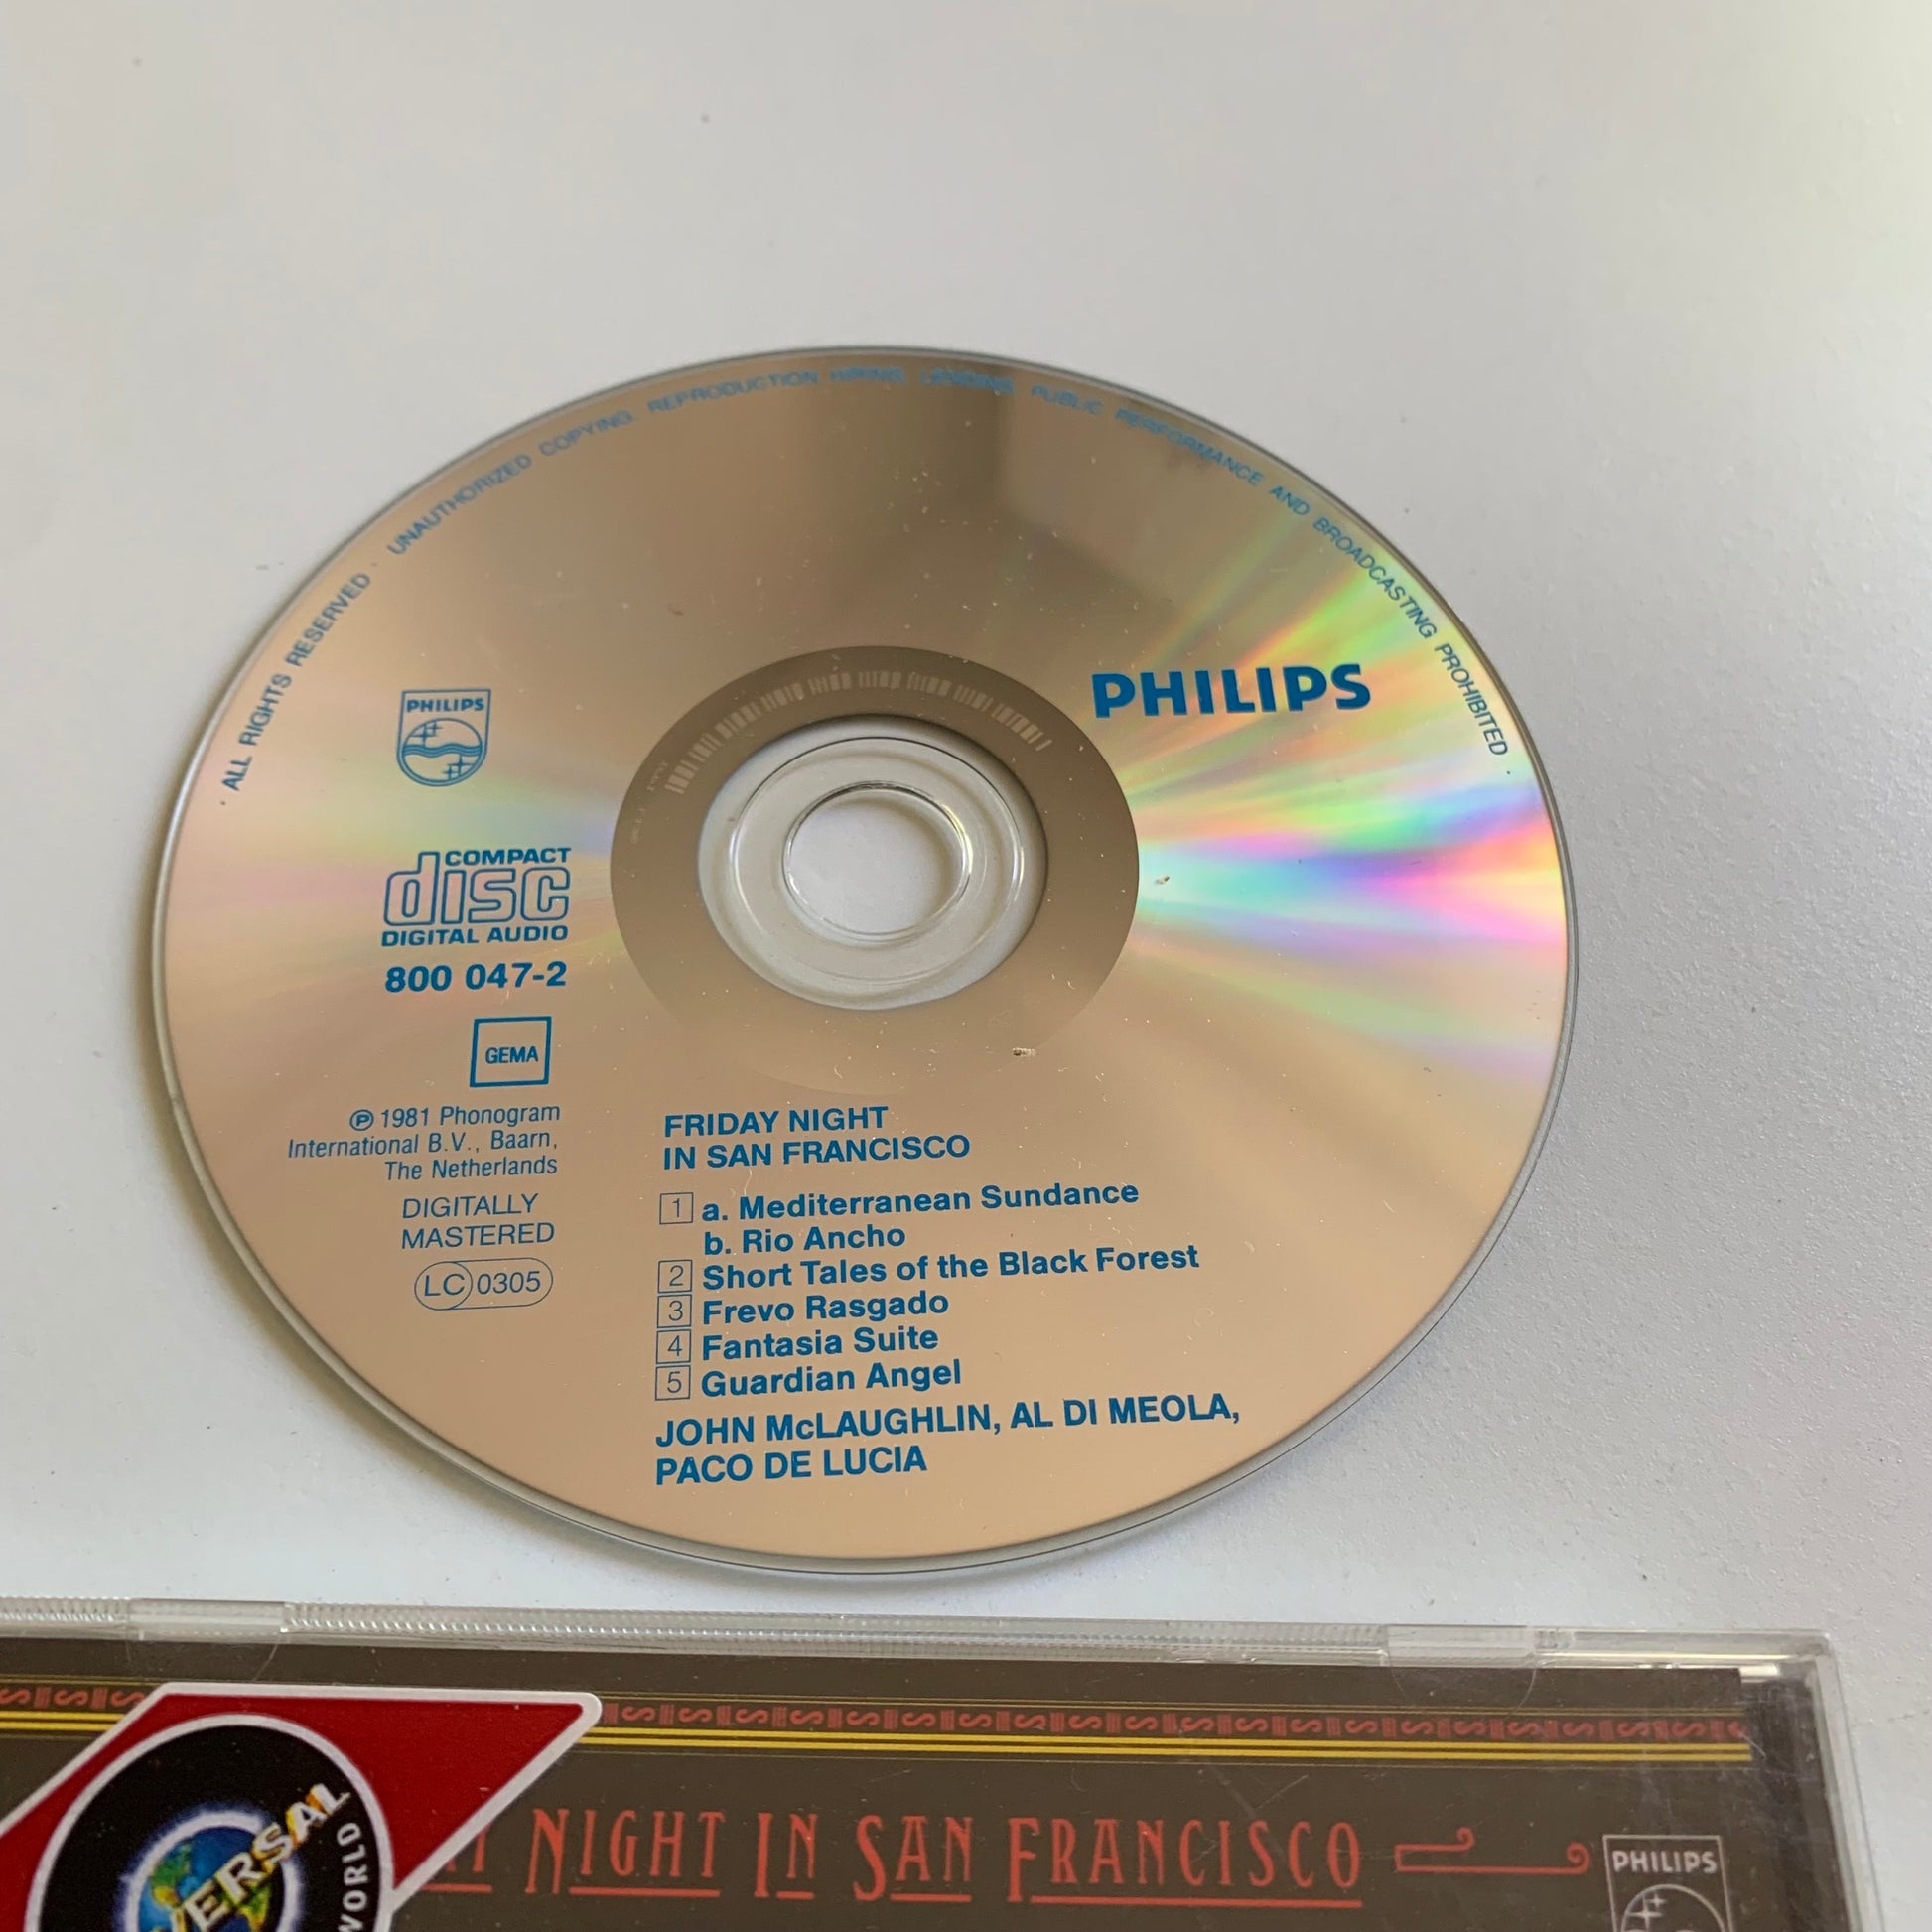 · ALL RIGHTS RESERVED · UNAUTHORIZED COPYING, REPRODUCTION HIRING, LENDING, PUBLIC PERFORMANCE AND BROADCASTING PROHIBITED ·
PHILIPS
PHILIPS
COMPACT
disc
DIGITAL AUDIO
800 047-2
GEMA
℗ 1981 Phonogram
International B.V., Baarn,
The Netherlands
DIGITALLY
MASTERED
LC 0305
FRIDAY NIGHT
IN SAN FRANCISCO
1 a. Mediterranean Sundance
b. Rio Ancho
2 Short Tales of the Black Forest
3 Frevo Rasgado
4 Fantasia Suite
5 Guardian Angel
JOHN McLAUGHLIN, AL DI MEOLA,
PACO DE LUCIA
VERSAL
WORLD
NIGHT IN SAN FRANCISCO
PHILIPS